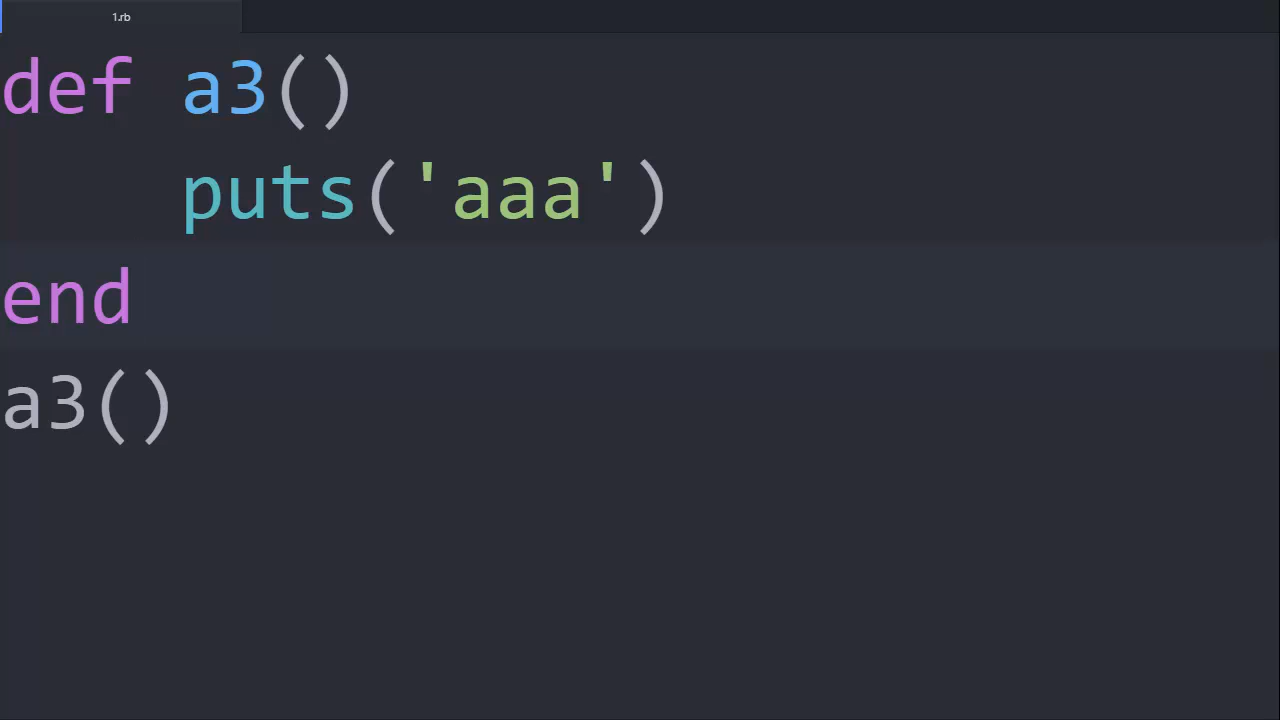 1.rb
def a3()
    puts('aaa')
end
a3()